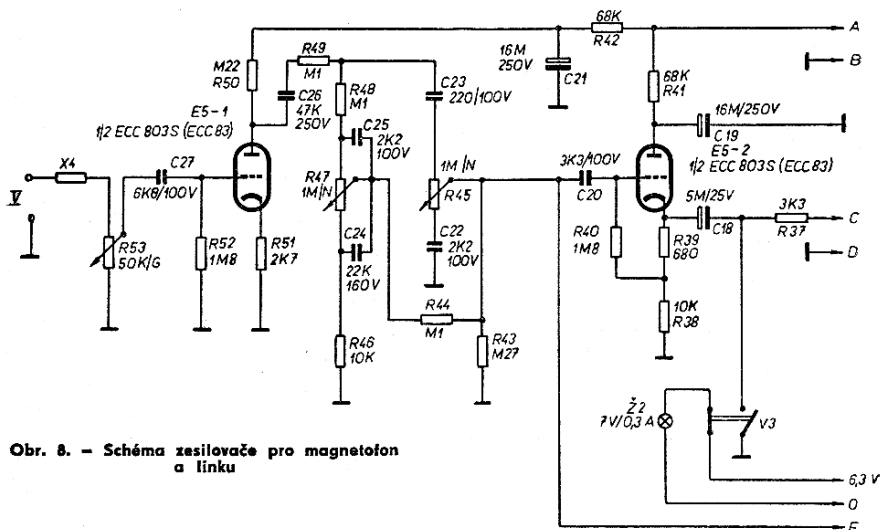 68K
R42
A
16M
250V
C21
B
R49
M1
M22
R50
R48
M1
C23
220/100V
68K
R41
C26
47K
250V
16M/250V
C19
E5-1
1/2 ECC 803S (ECC83)
C25
2K2
100V
E5-2
1/2 ECC 803S (ECC 83)
X4
C27
6K8/100V
R47
1M/N
1M/N
R45
3K3/100V
C20
5M/25V
C18
3K3
R37
C
V
R53
50K/G
R52
1M8
R51
2K7
C24
22K
160V
C22
2K2
100V
R40
1M8
R39
680
D
R44
M1
R46
10K
R43
M27
10K
R38
Ž2
7V/0,3 A
V3
Obr. 8. – Schéma zesilovače pro magnetofon
a linku
6,3 V
O
E